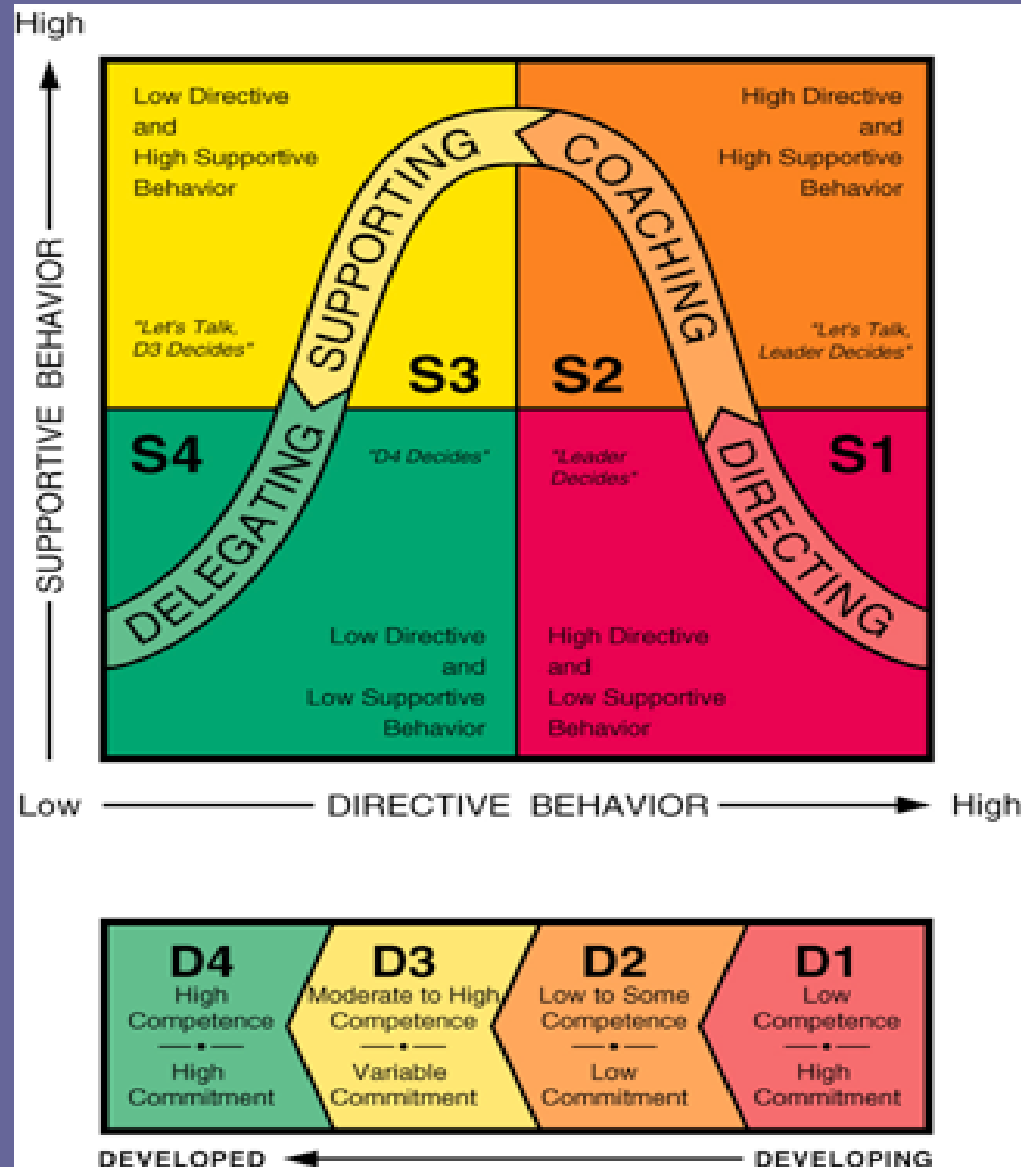 High
SUPPORTIVE BEHAVIOR
Low Directive
and
High Supportive
Behavior
"Let's Talk,
D3 Decides"
SUPPORTING
S3
High Directive
and
High Supportive
Behavior
"Let's Talk,
Leader Decides"
COACHING
S2
S4
"D4 Decides"
DELEGATING
Low Directive
and
Low Supportive
Behavior
"Leader
Decides"
S1
DIRECTING
High Directive
and
Low Supportive
Behavior
Low
DIRECTIVE BEHAVIOR
High
D4
High
Competence
High
Commitment
D3
Moderate to High
Competence
Variable
Commitment
D2
Low to Some
Competence
Low
Commitment
D1
Low
Competence
High
Commitment
DEVELOPED
DEVELOPING